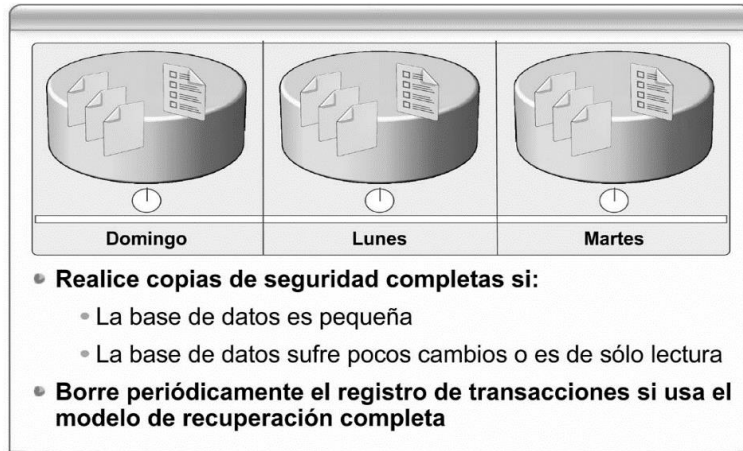 Domingo
Lunes
Martes
Realice copias de seguridad completas si:
La base de datos es pequeña
La base de datos sufre pocos cambios o es de sólo lectura
Borre periódicamente el registro de transacciones si usa el
modelo de recuperación completa